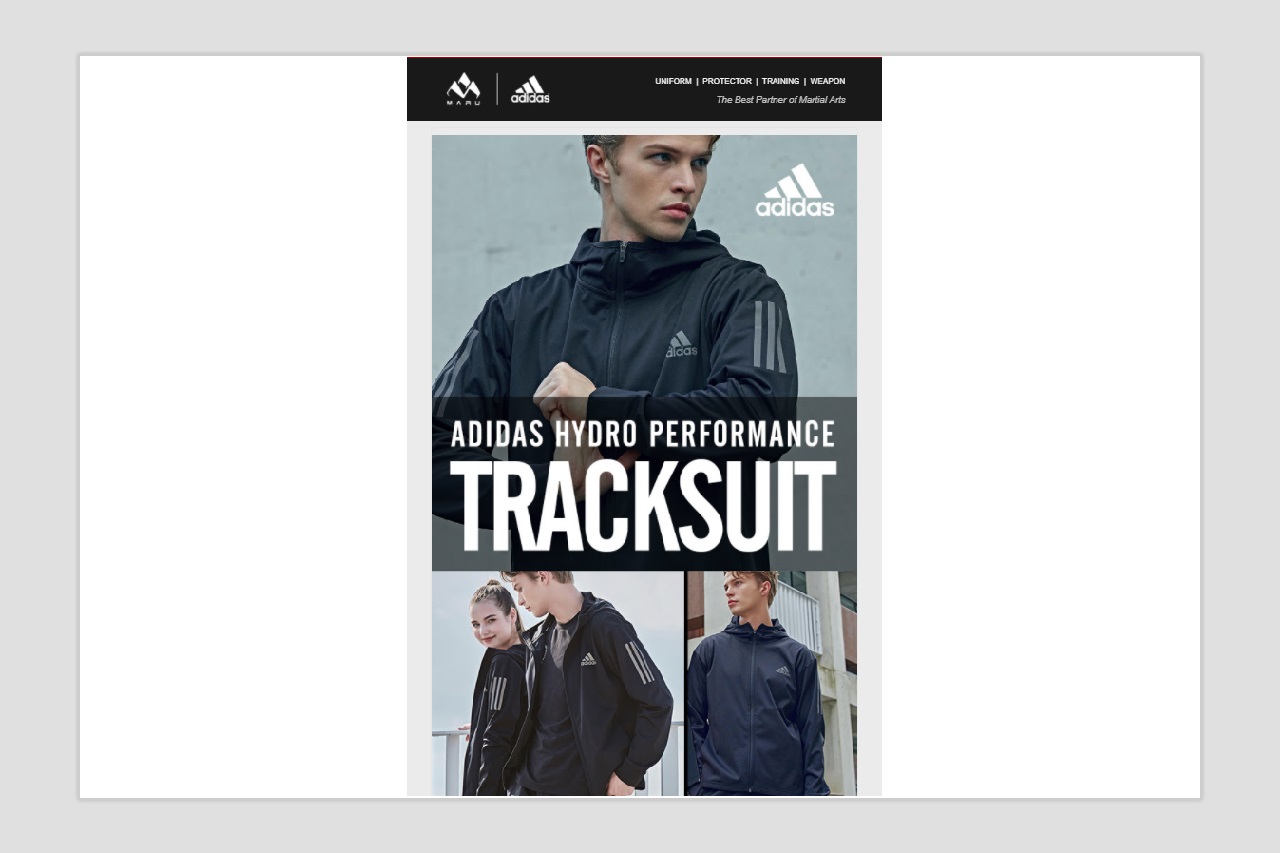 MARU
adidas
UNIFORM | PROTECTOR | TRAINING | WEAPON
The Best Partner of Martial Arts
adidas
adidas
ADIDAS HYDRO PERFORMANCE
TRACKSUIT
adidas